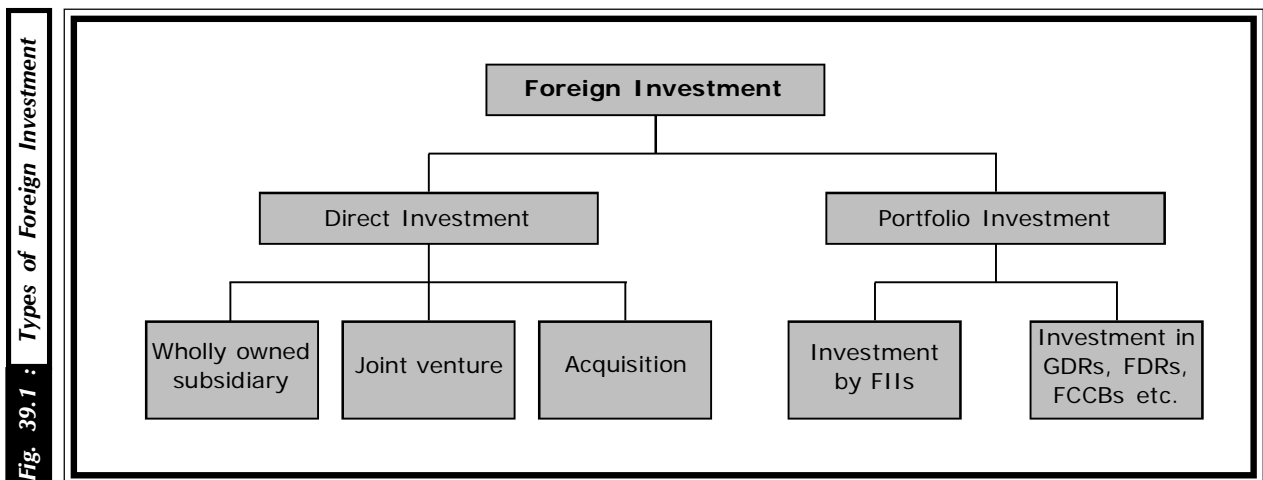 Fig. 39.1 : Types of Foreign Investment
Foreign Investment
Direct Investment
Portfolio Investment
Wholly owned
subsidiary
Joint venture
Acquisition
Investment
by FIIs
Investment in
GDRs, FDRs,
FCCBs etc.